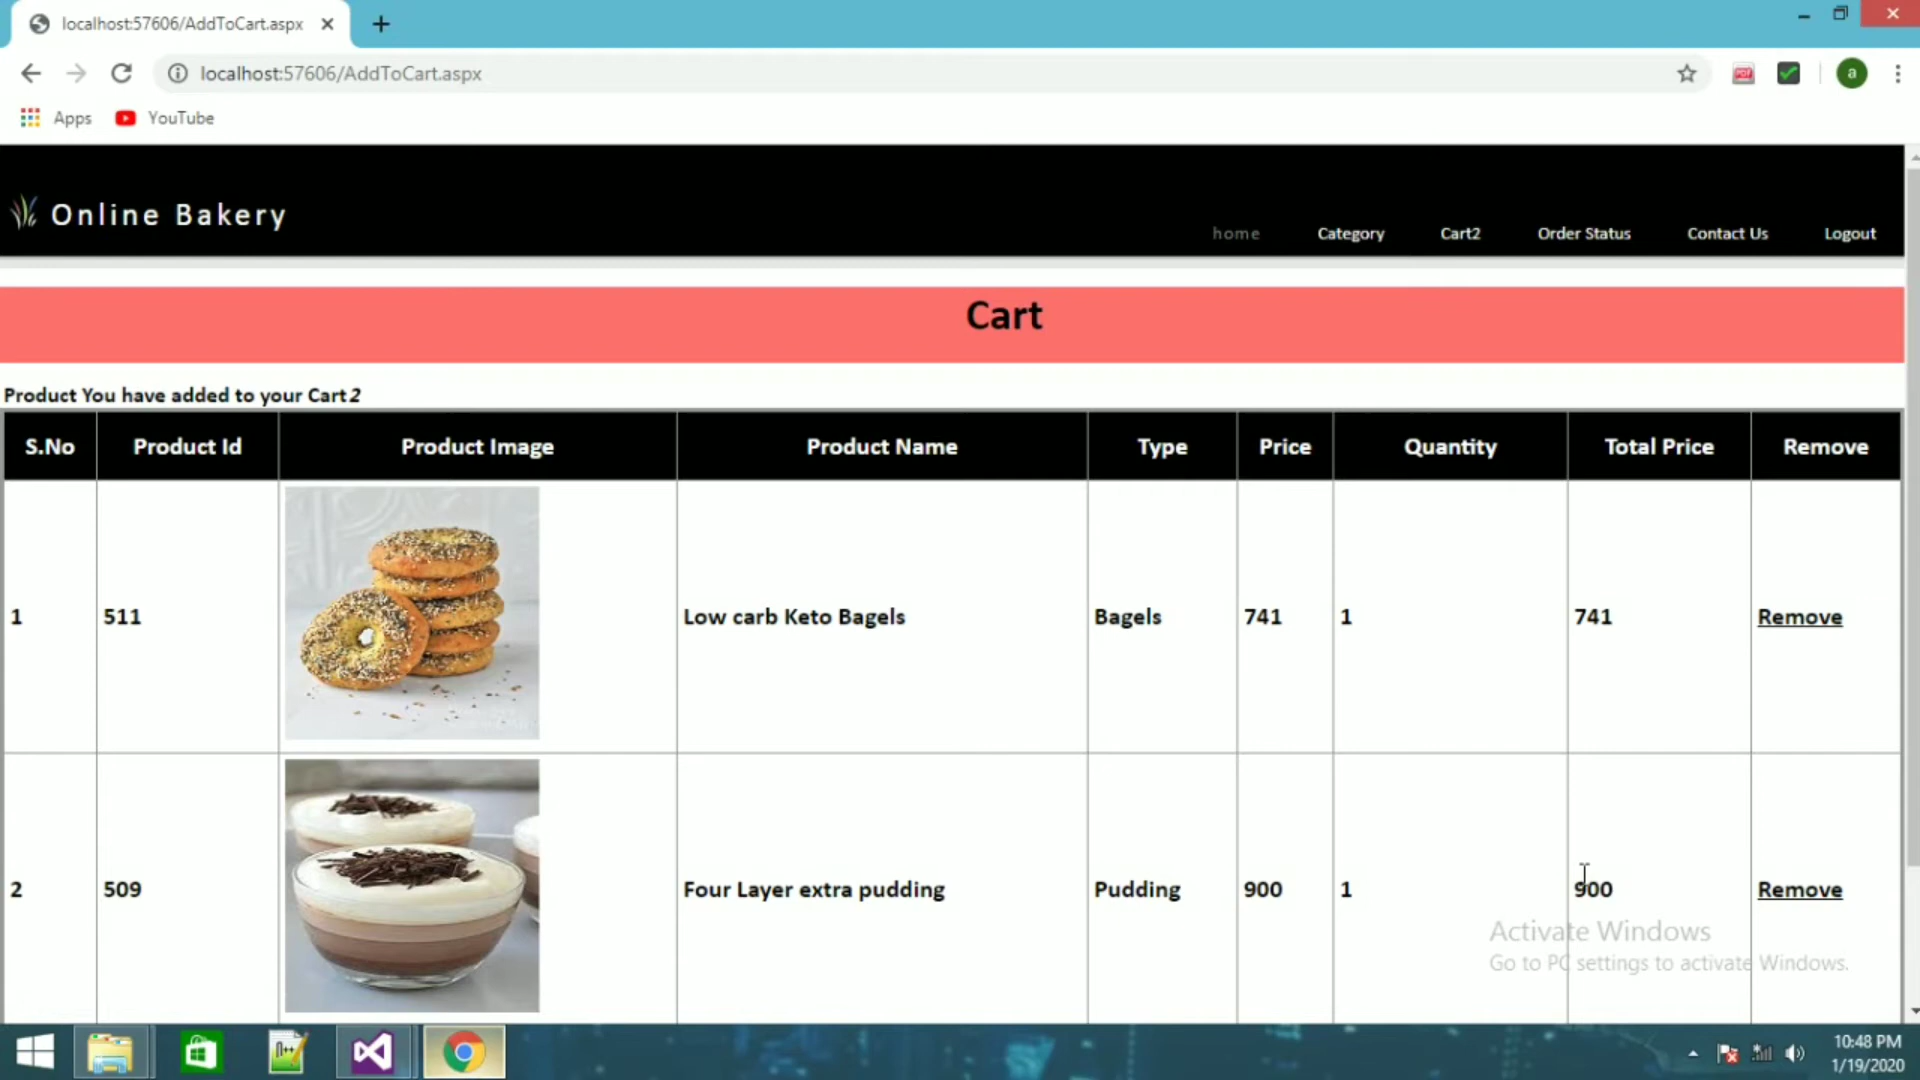 localhost:57606/AddToCart.aspx
localhost:57606/AddToCart.aspx
a
Apps
YouTube
Online Bakery
home
Category
Cart2
Order Status
Contact Us
Logout
Cart
Product You have added to your Cart 2
S.No
Product Id
Product Image
Product Name
Type
Price
Quantity
Total Price
Remove
1
511
Low carb Keto Bagels
Bagels
741
1
741
Remove
2
509
Four Layer extra pudding
Pudding
900
1
900
Remove
Activate Windows
Go to PC settings to activate Windows.
10:48 PM
1/19/2020